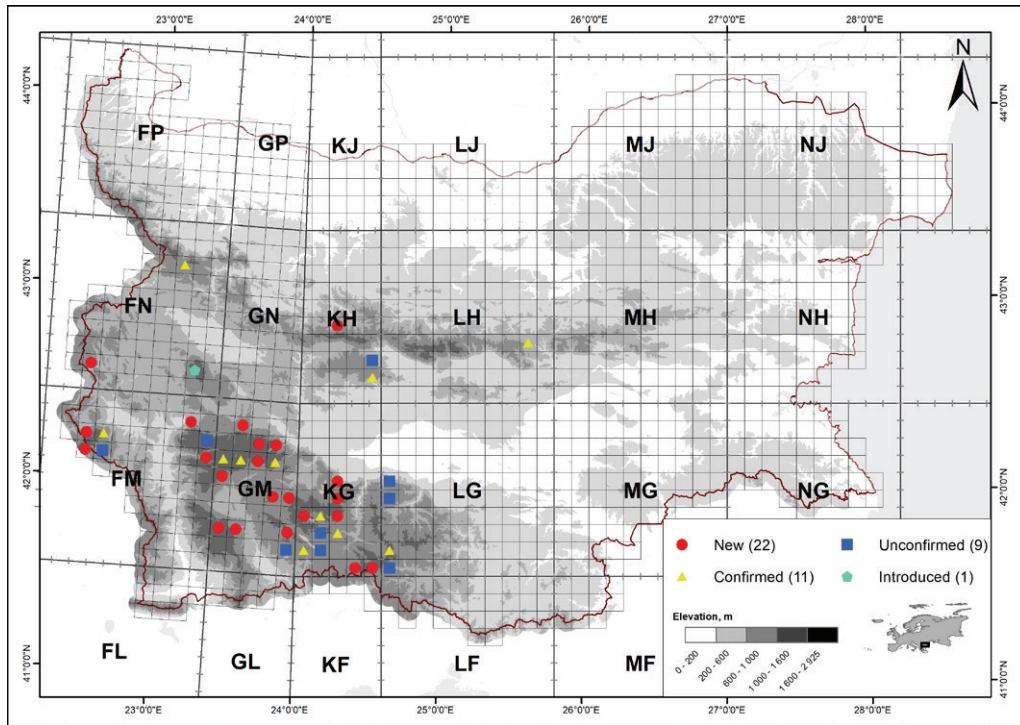 23°0'0"E 24°0'0"E 25°0'0"E 26°0'0"E 27°0'0"E 28°0'0"E
N
44°0'0"N 44°0'0"N
FP GP KJ LJ MJ NJ
43°0'0"N 43°0'0"N
FN GN KH LH MH NH
42°0'0"N 42°0'0"N
FM GM KG LG MG NG
New (22) Unconfirmed (9)
Confirmed (11) Introduced (1)
Elevation, m
0 - 200 200 - 600 600 - 1 000 1 000 - 1 600 1 600 - 2 925
FL GL KF LF MF
41°0'0"N 41°0'0"N
23°0'0"E 24°0'0"E 25°0'0"E 26°0'0"E 27°0'0"E 28°0'0"E